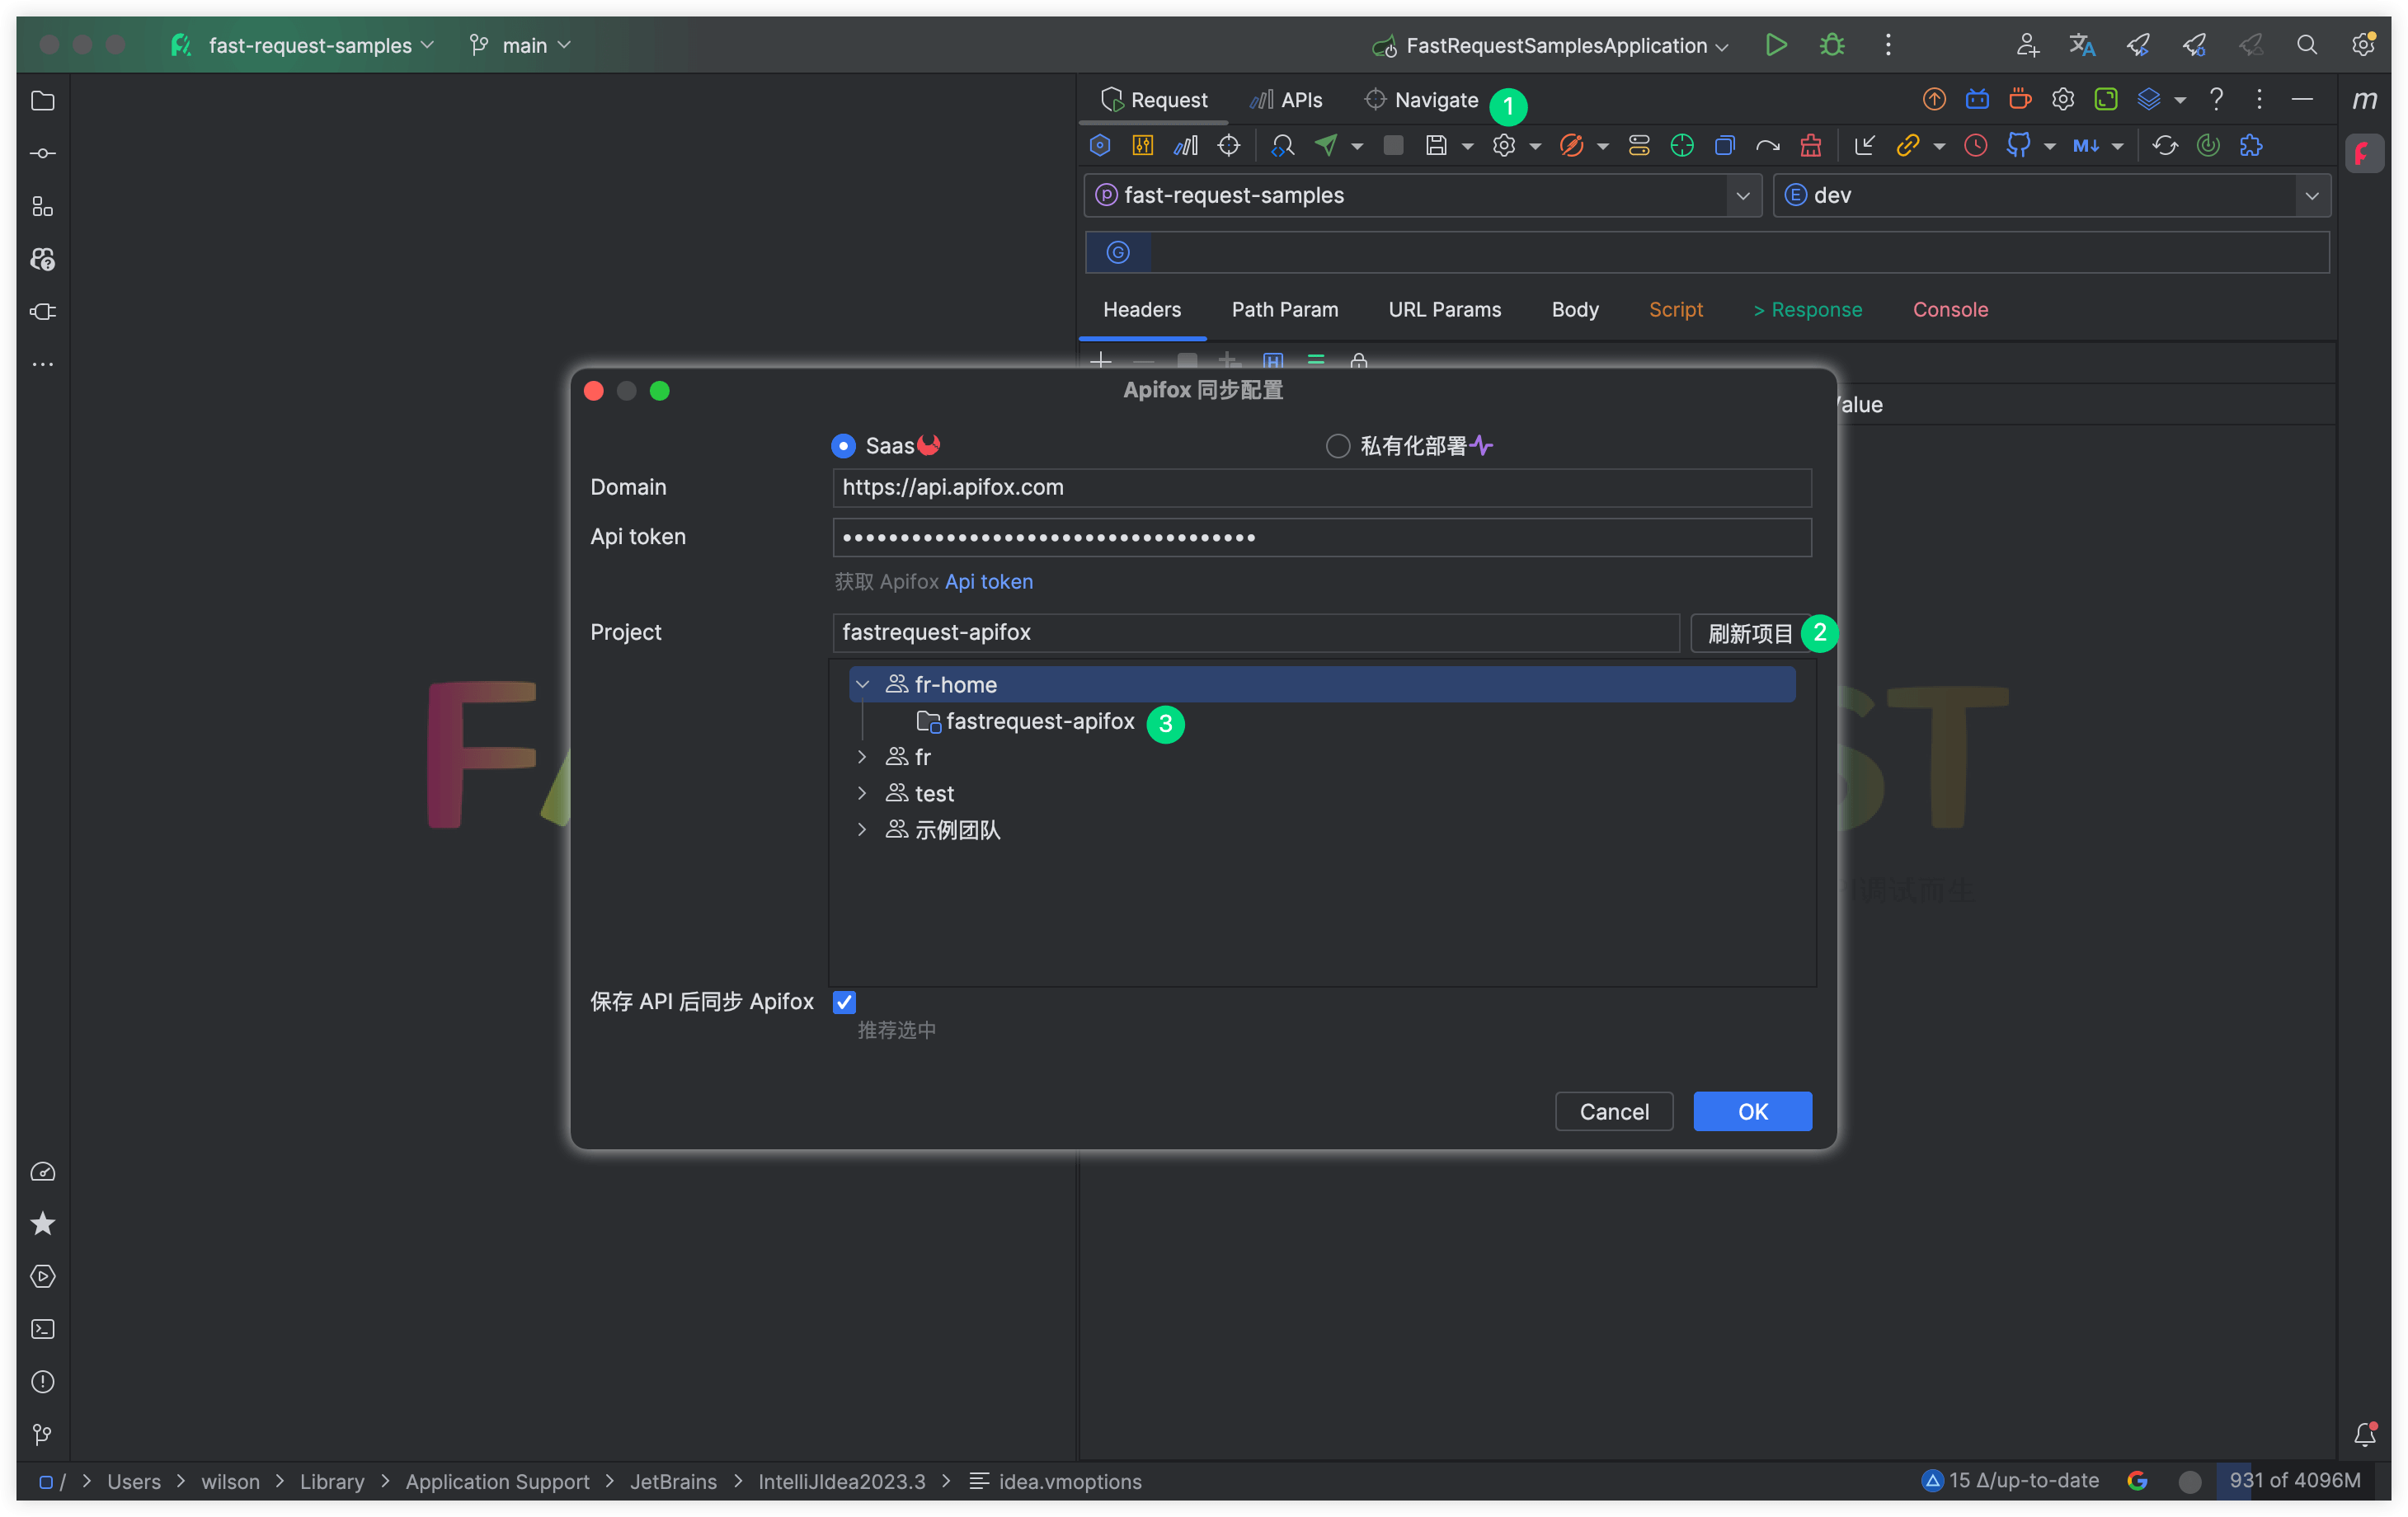 fast-request-samples
main
FastRequestSamplesApplication
Request
APIs
Navigate
1
fast-request-samples
dev
Headers
Path Param
URL Params
Body
Script
> Response
Console
Apifox 同步配置
Saas
私有化部署
Domain
https://api.apifox.com
Api token
获取 Apifox Api token
Project
fastrequest-apifox
刷新项目
2
fr-home
fastrequest-apifox
3
fr
test
示例团队
保存 API 后同步 Apifox
推荐选中
Cancel
OK
调试而生
/ > Users > wilson > Library > Application Support > JetBrains > IntelliJIdea2023.3 > idea.vmoptions
15 Δ/up-to-date
931 of 4096M